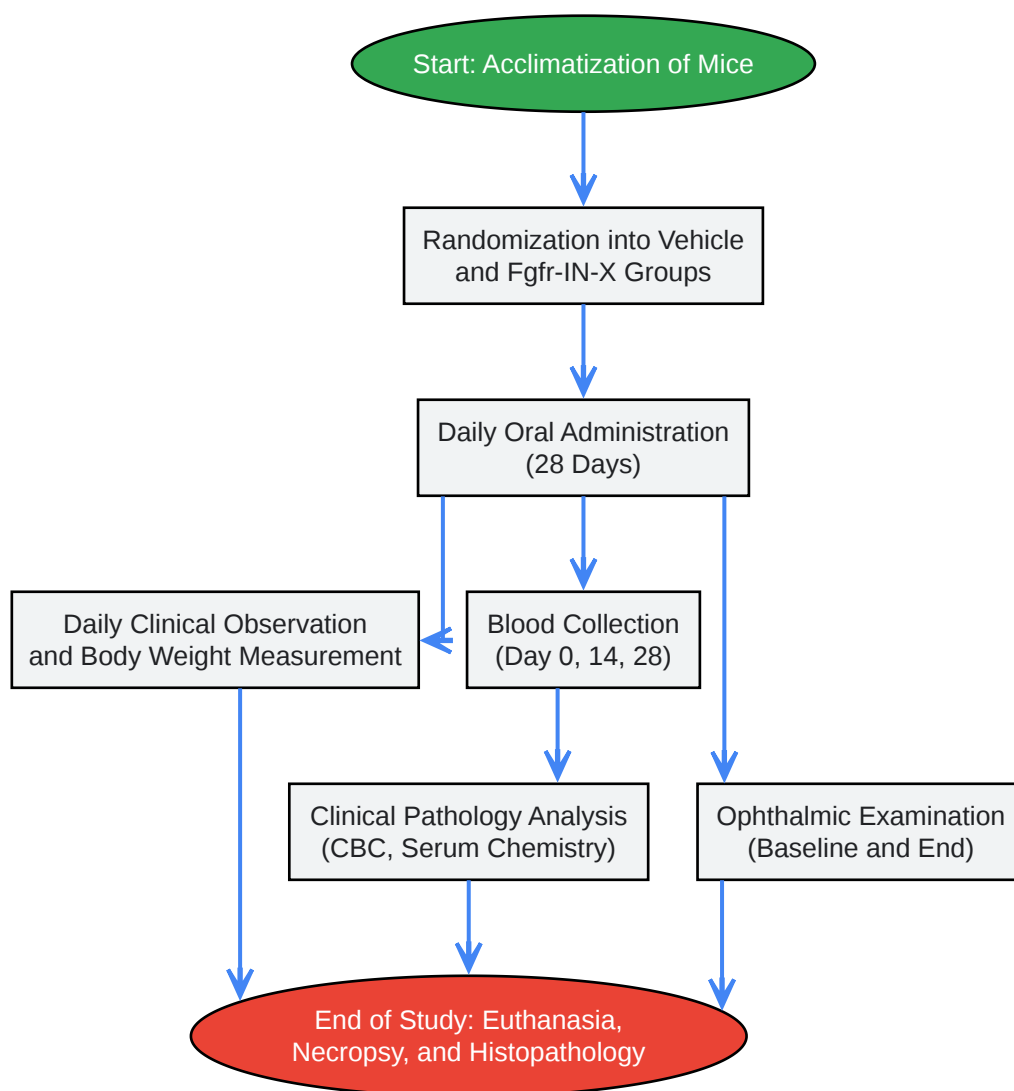 Start: Acclimatization of Mice
Randomization into Vehicle
and Fgfr-IN-X Groups
Daily Oral Administration
(28 Days)
Daily Clinical Observation
and Body Weight Measurement
Blood Collection
(Day 0, 14, 28)
Clinical Pathology Analysis
(CBC, Serum Chemistry)
Ophthalmic Examination
(Baseline and End)
End of Study: Euthanasia,
Necropsy, and Histopathology